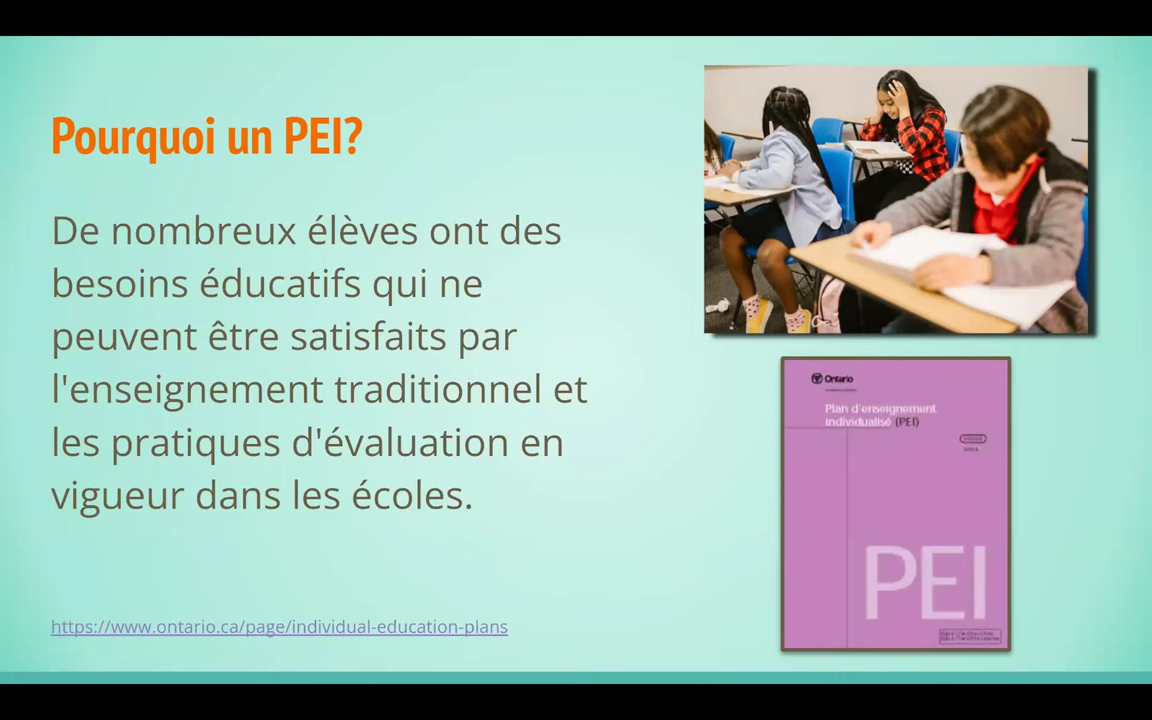 Pourquoi un PEI?
De nombreux élèves ont des
besoins éducatifs qui ne
peuvent être satisfaits par
l'enseignement traditionnel et
les pratiques d'évaluation en
vigueur dans les écoles.
https://www.ontario.ca/page/individual-education-plans
Ontario
Plan d'enseignement
individualisé (PEI)
PEI